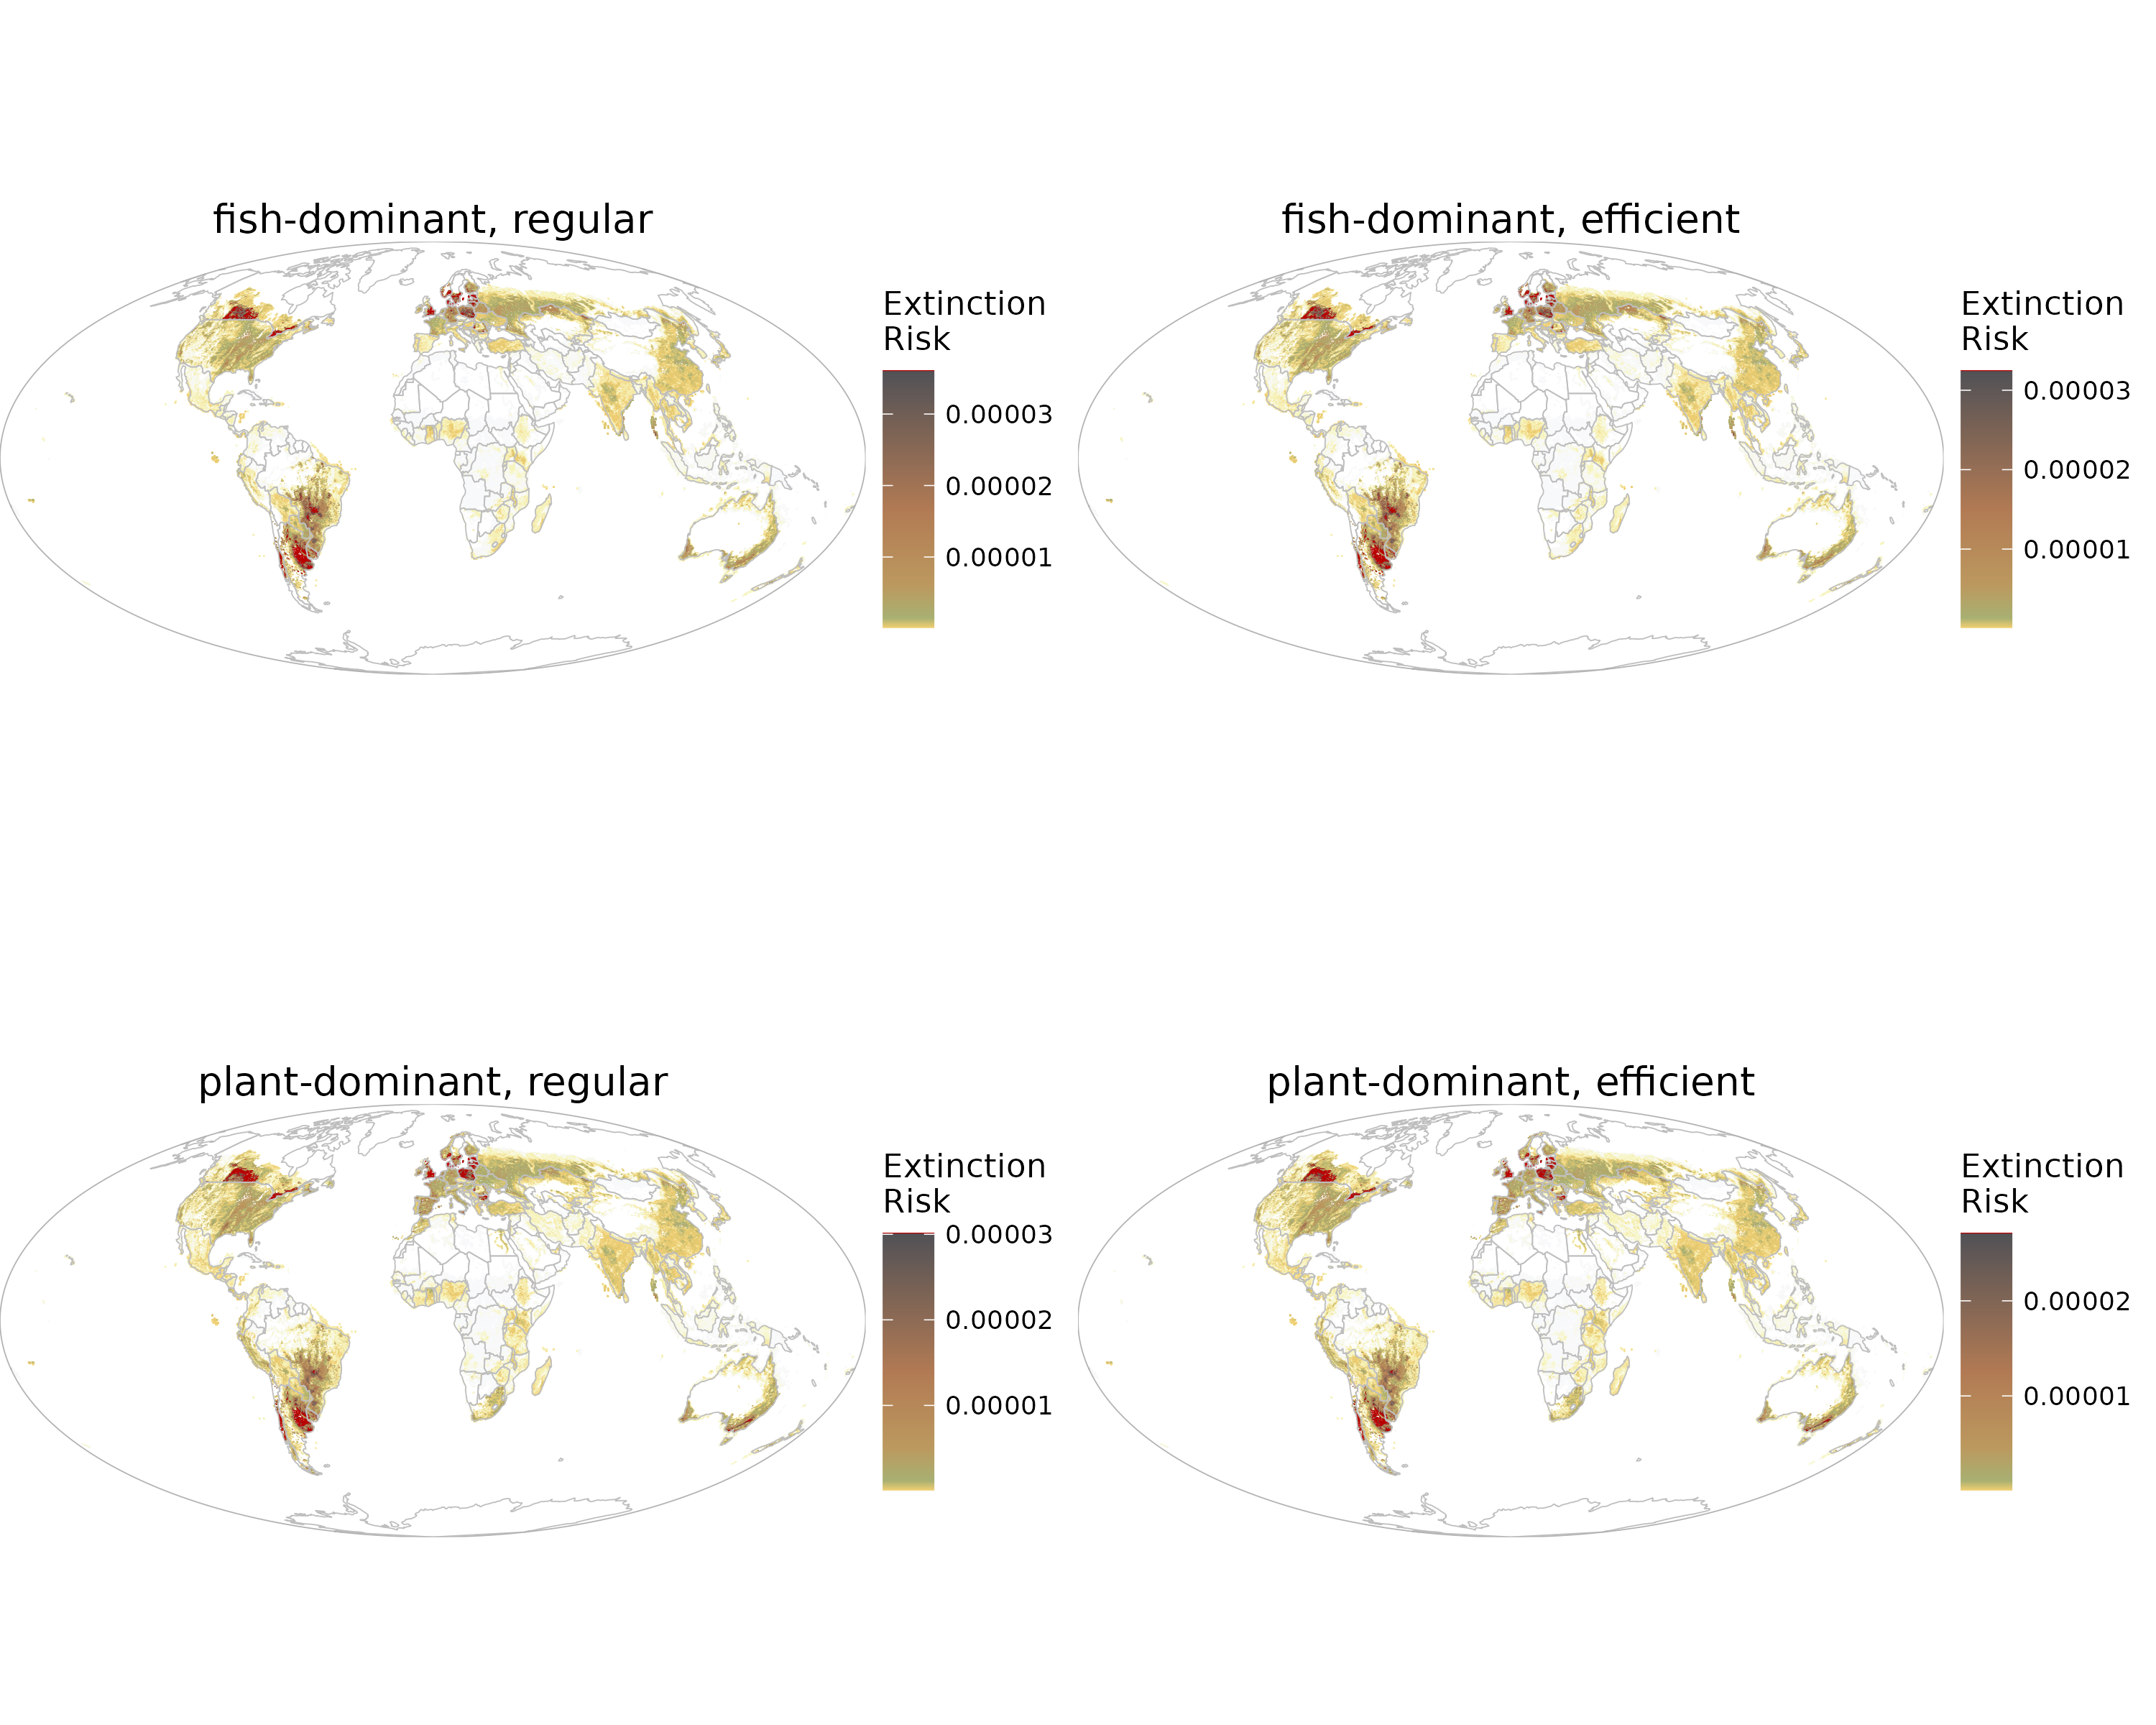 fish-dominant, regular
Extinction
Risk
0.00003
0.00002
0.00001
fish-dominant, efficient
Extinction
Risk
0.00003
0.00002
0.00001
plant-dominant, regular
Extinction
Risk
0.00003
0.00002
0.00001
plant-dominant, efficient
Extinction
Risk
0.00002
0.00001